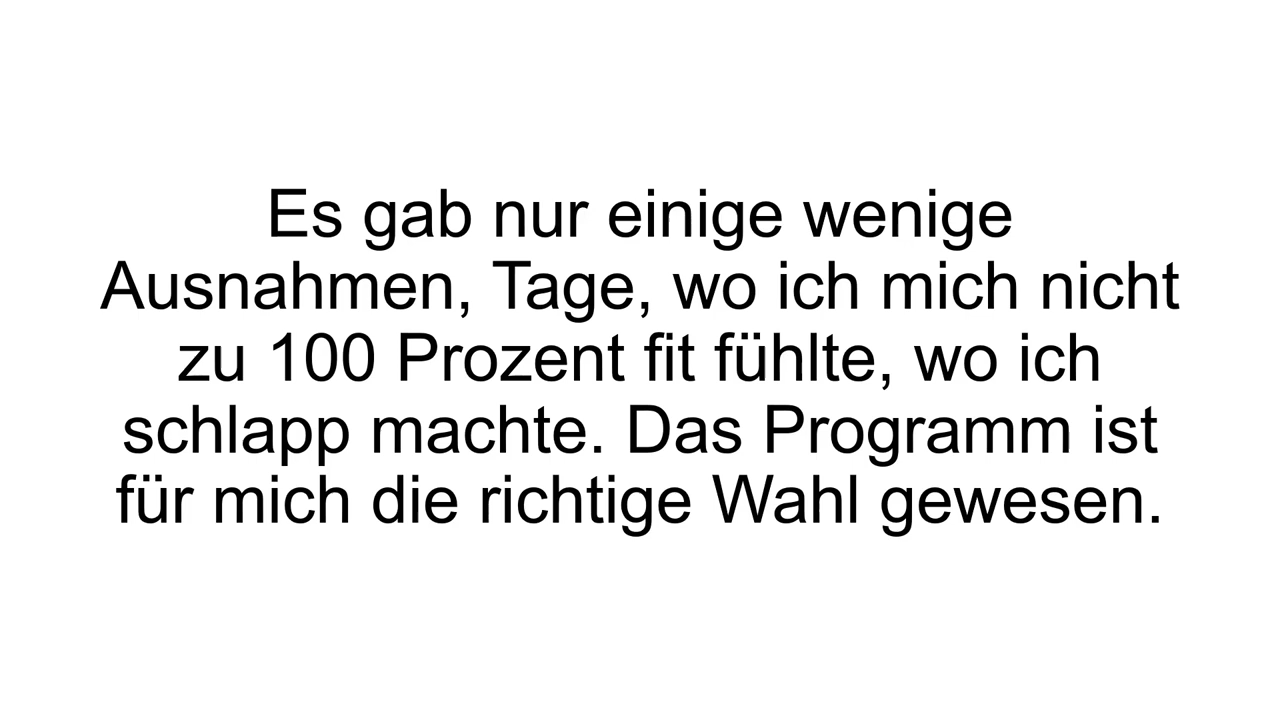 Es gab nur einige wenige
Ausnahmen, Tage, wo ich mich nicht
zu 100 Prozent fit fühlte, wo ich
schlapp machte. Das Programm ist
für mich die richtige Wahl gewesen.